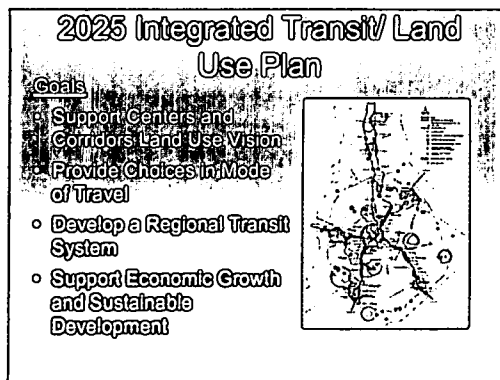 2025 Integrated Transit/ Land
Use Plan
Goals
• Support Centers and
Corridors Land Use Vision
• Provide Choices in Mode
of Travel
• Develop a Regional Transit
System
• Support Economic Growth
and Sustainable
Development